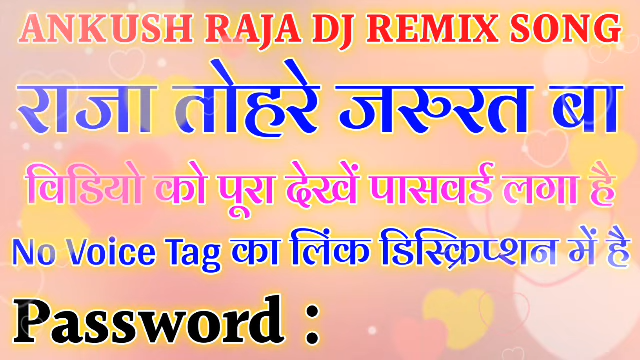 ANKUSH RAJA DJ REMIX SONG
राजा तोहरे जरुरत बा
विडियो को पूरा देखें पासवर्ड लगा है
No Voice Tag का लिंक डिस्क्रिप्शन में है
Password :